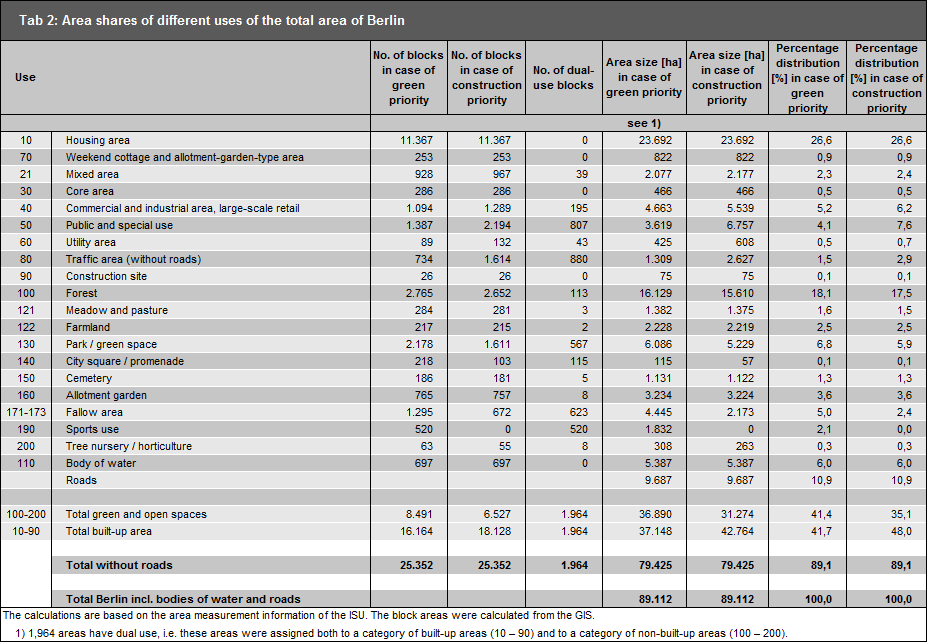 Tab 2: Area shares of different uses of the total area of Berlin
Use No. of blocks in case of green priority No. of blocks in case of construction priority No. of dual-use blocks Area size [ha] in case of green priority Area size [ha] in case of construction priority Percentage distribution [%] in case of green priority Percentage distribution [%] in case of construction priority
see 1)
10 Housing area 11.367 11.367 0 23.692 23.692 26,6 26,6
70 Weekend cottage and allotment-garden-type area 253 253 0 822 822 0,9 0,9
21 Mixed area 928 967 39 2.077 2.177 2,3 2,4
30 Core area 286 286 0 466 466 0,5 0,5
40 Commercial and industrial area, large-scale retail 1.094 1.289 195 4.663 5.539 5,2 6,2
50 Public and special use 1.387 2.194 807 3.619 6.757 4,1 7,6
60 Utility area 89 132 43 425 608 0,5 0,7
80 Traffic area (without roads) 734 1.614 880 1.309 2.627 1,5 2,9
90 Construction site 26 26 0 75 75 0,1 0,1
100 Forest 2.765 2.652 113 16.129 15.610 18,1 17,5
121 Meadow and pasture 284 281 3 1.382 1.375 1,6 1,5
122 Farmland 217 215 2 2.228 2.219 2,5 2,5
130 Park / green space 2.178 1.611 567 6.086 5.229 6,8 5,9
140 City square / promenade 218 103 115 115 57 0,1 0,1
150 Cemetery 186 181 5 1.131 1.122 1,3 1,3
160 Allotment garden 765 757 8 3.234 3.224 3,6 3,6
171-173 Fallow area 1.295 672 623 4.445 2.173 5,0 2,4
190 Sports use 520 0 520 1.832 0 2,1 0,0
200 Tree nursery / horticulture 63 55 8 308 263 0,3 0,3
110 Body of water 697 697 0 5.387 5.387 6,0 6,0
Roads 9.687 9.687 10,9 10,9
100-200 Total green and open spaces 8.491 6.527 1.964 36.890 31.274 41,4 35,1
10-90 Total built-up area 16.164 18.128 1.964 37.148 42.764 41,7 48,0
Total without roads 25.352 25.352 1.964 79.425 79.425 89,1 89,1
Total Berlin incl. bodies of water and roads 89.112 89.112 100,0 100,0
The calculations are based on the area measurement information of the ISU. The block areas were calculated from the GIS.
1) 1,964 areas have dual use, i.e. these areas were assigned both to a category of built-up areas (10 – 90) and to a category of non-built-up areas (100 – 200).